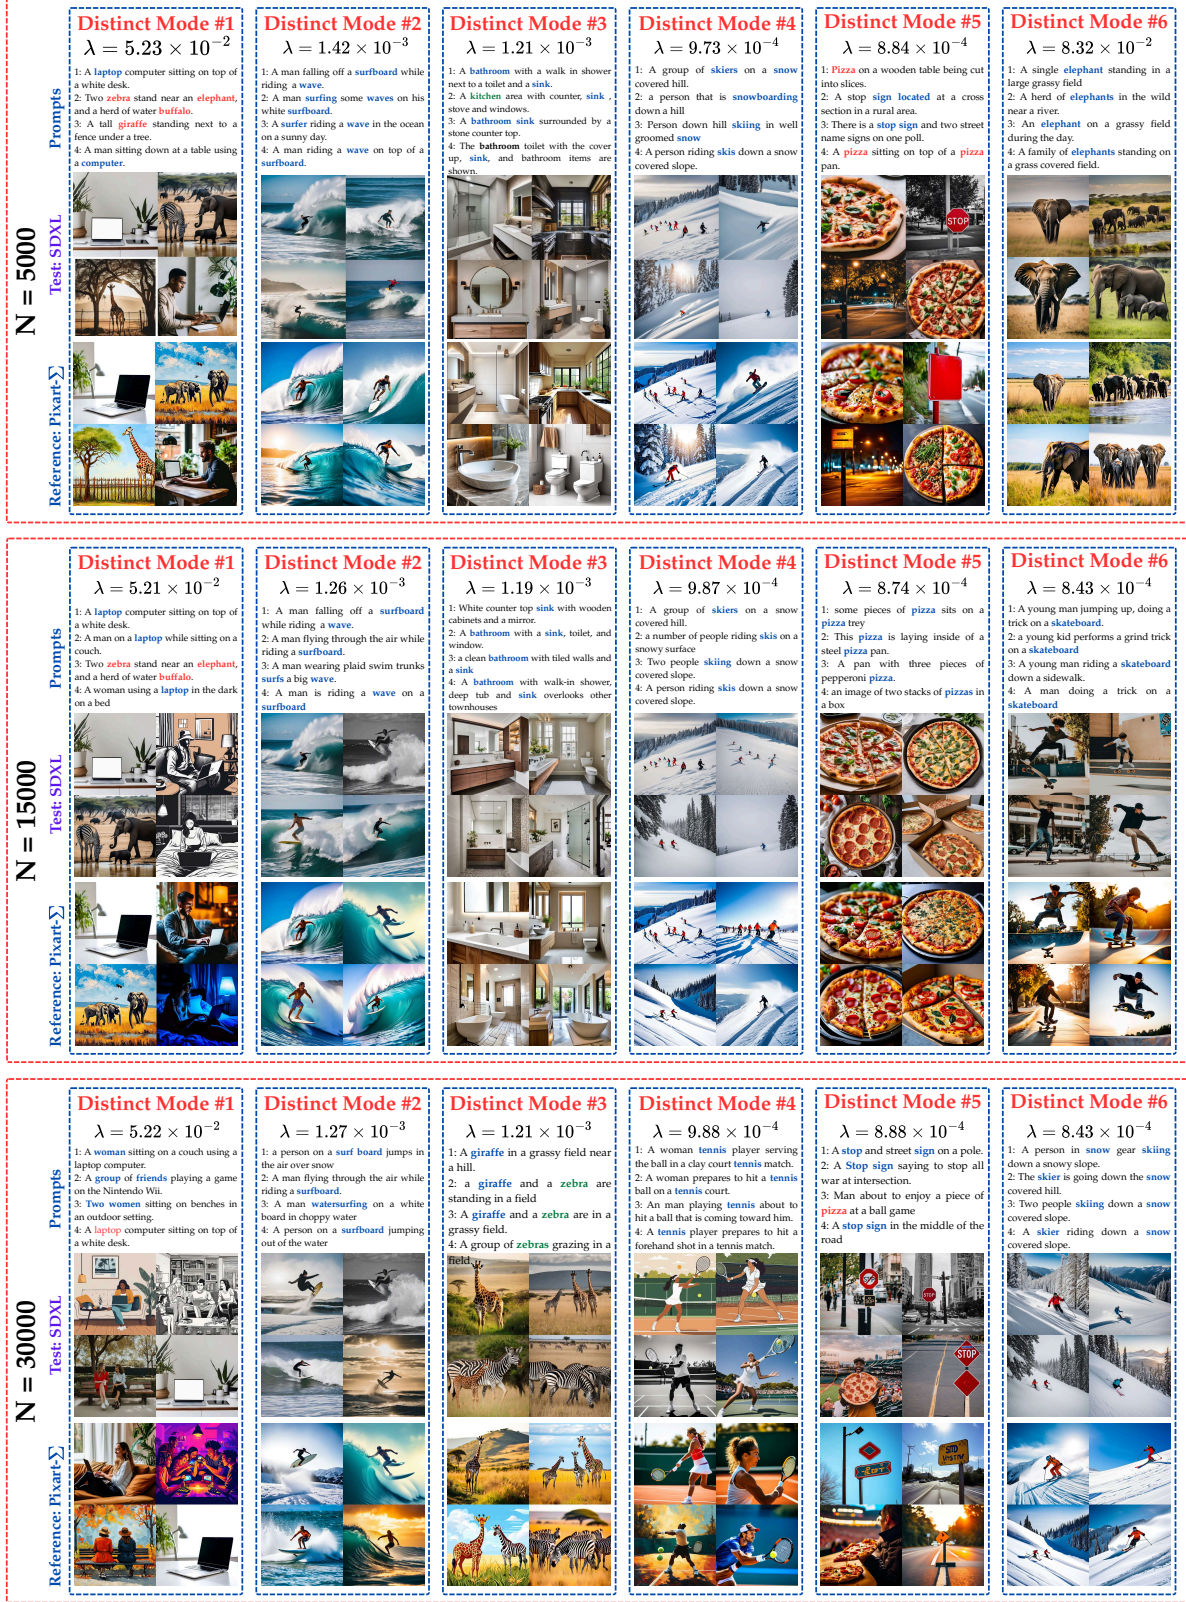 N = 5000
Prompts
Test: SDXL
Reference: Pixart-Σ
Distinct Mode #1
λ = 5.23 × 10⁻²
1: A laptop computer sitting on top of
a white desk.
2: Two zebra stand near an elephant,
and a herd of water buffalo.
3: A tall giraffe standing next to a
fence under a tree.
4: A man sitting down at a table using
a computer.
Distinct Mode #2
λ = 1.42 × 10⁻³
1: A man falling off a surfboard while
riding a wave.
2: A man surfing some waves on his
white surfboard.
3: A surfer riding a wave in the ocean
on a sunny day.
4: A man riding a wave on top of a
surfboard.
Distinct Mode #3
λ = 1.21 × 10⁻³
1: A bathroom with a walk in shower
next to a toilet and a sink.
2: A kitchen area with counter, sink ,
stove and windows.
3: A bathroom sink surrounded by a
stone counter top.
4: The bathroom toilet with the cover
up, sink, and bathroom items are
shown.
Distinct Mode #4
λ = 9.73 × 10⁻⁴
1: A group of skiers on a snow
covered hill.
2: a person that is snowboarding
down a hill
3: Person down hill skiing in well
groomed snow
4: A person riding skis down a snow
covered slope.
Distinct Mode #5
λ = 8.84 × 10⁻⁴
1: Pizza on a wooden table being cut
into slices.
2: A stop sign located at a cross
section in a rural area.
3: There is a stop sign and two street
name signs on one poll.
4: A pizza sitting on top of a pizza
pan.
STOP
Distinct Mode #6
λ = 8.32 × 10⁻²
1: A single elephant standing in a
large grassy field
2: A herd of elephants in the wild
near a river.
3: An elephant on a grassy field
during the day.
4: A family of elephants standing on
a grass covered field.
N = 15000
Prompts
Test: SDXL
Reference: Pixart-Σ
Distinct Mode #1
λ = 5.21 × 10⁻²
1: A laptop computer sitting on top of
a white desk.
2: A man on a laptop while sitting on a
couch.
3: Two zebra stand near an elephant,
and a herd of water buffalo.
4: A woman using a laptop in the dark
on a bed
Distinct Mode #2
λ = 1.26 × 10⁻³
1: A man falling off a surfboard
while riding a wave.
2: A man flying through the air while
riding a surfboard.
3: A man wearing plaid swim trunks
surfs a big wave.
4: A man is riding a wave on a
surfboard
Distinct Mode #3
λ = 1.19 × 10⁻³
1: White counter top sink with wooden
cabinets and a mirror.
2: A bathroom with a sink, toilet, and
window.
3: a clean bathroom with tiled walls and
a sink
4: A bathroom with walk-in shower,
deep tub and sink overlooks other
townhouses
Distinct Mode #4
λ = 9.87 × 10⁻⁴
1: A group of skiers on a snow
covered hill.
2: a number of people riding skis on a
snowy surface
3: Two people skiing down a snow
covered slope.
4: A person riding skis down a snow
covered slope.
Distinct Mode #5
λ = 8.74 × 10⁻⁴
1: some pieces of pizza sits on a
pizza trey
2: This pizza is laying inside of a
steel pizza pan.
3: A pan with three pieces of
pepperoni pizza.
4: an image of two stacks of pizzas in
a box
Distinct Mode #6
λ = 8.43 × 10⁻⁴
1: A young man jumping up, doing a
trick on a skateboard.
2: a young kid performs a grind trick
on a skateboard
3: A young man riding a skateboard
down a sidewalk.
4: A man doing a trick on a
skateboard
N = 30000
Prompts
Test: SDXL
Reference: Pixart-Σ
Distinct Mode #1
λ = 5.22 × 10⁻²
1: A woman sitting on a couch using a
laptop computer.
2: A group of friends playing a game
on the Nintendo Wii.
3: Two women sitting on benches in
an outdoor setting.
4: A laptop computer sitting on top of
a white desk.
Distinct Mode #2
λ = 1.27 × 10⁻³
1: a person on a surf board jumps in
the air over snow
2: A man flying through the air while
riding a surfboard.
3: A man watersurfing on a white
board in choppy water
4: A person on a surfboard jumping
out of the water
Distinct Mode #3
λ = 1.21 × 10⁻³
1: A giraffe in a grassy field near
a hill.
2: a giraffe and a zebra are
standing in a field
3: A giraffe and a zebra are in a
grassy field.
4: A group of zebras grazing in a
field.
Distinct Mode #4
λ = 9.88 × 10⁻⁴
1: A woman tennis player serving
the ball in a clay court tennis match.
2: A woman prepares to hit a tennis
ball on a tennis court.
3: An man playing tennis about to
hit a ball that is coming toward him.
4: A tennis player prepares to hit a
forehand shot in a tennis match.
Distinct Mode #5
λ = 8.88 × 10⁻⁴
1: A stop and street sign on a pole.
2: A Stop sign saying to stop all
war at intersection.
3: Man about to enjoy a piece of
pizza at a ball game
4: A stop sign in the middle of the
road
STOP
STOP
Distinct Mode #6
λ = 8.43 × 10⁻⁴
1: A person in snow gear skiing
down a snowy slope.
2: The skier is going down the snow
covered hill.
3: Two people skiing down a snow
covered slope.
4: A skier riding down a snow
covered slope.